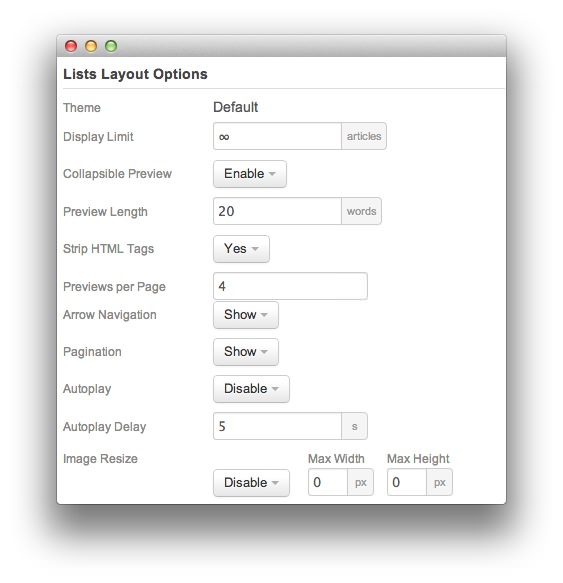 Lists Layout Options
Theme Default
Display Limit ∞ articles
Collapsible Preview Enable
Preview Length 20 words
Strip HTML Tags Yes
Previews per Page 4
Arrow Navigation Show
Pagination Show
Autoplay Disable
Autoplay Delay 5 s
Image Resize Max Width Max Height
Disable 0 px 0 px